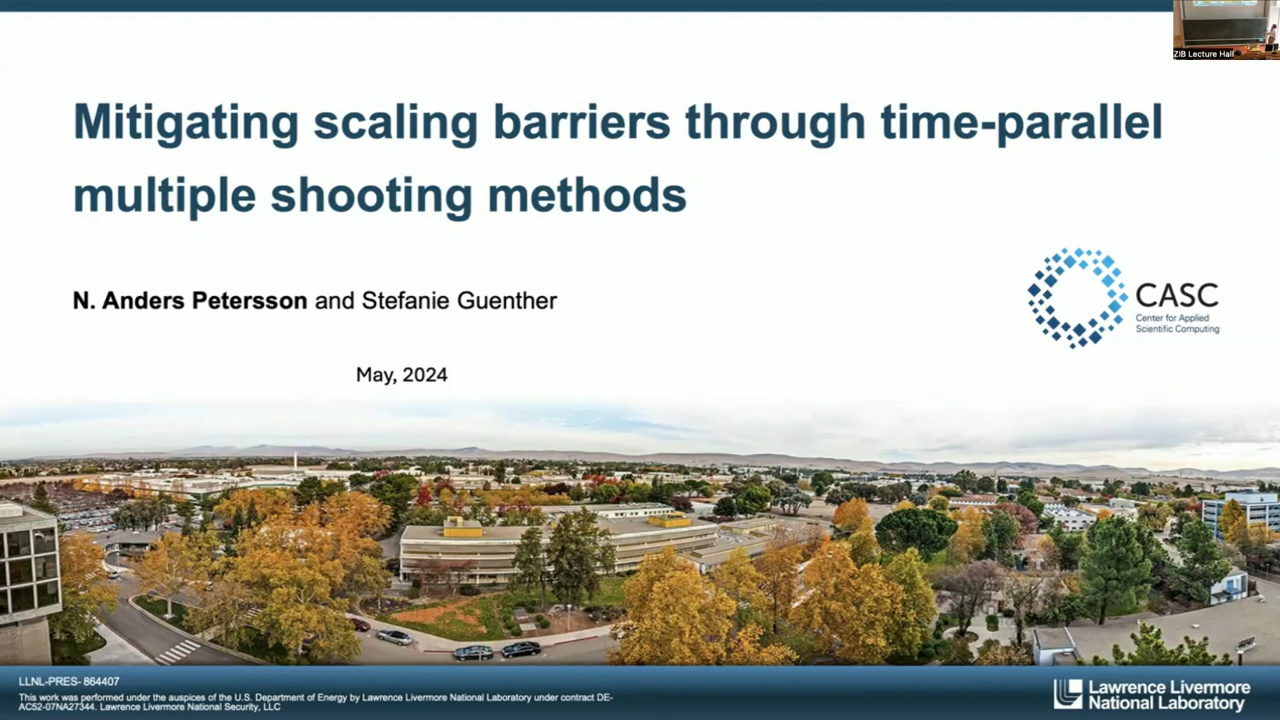 ZIB Lecture Hall
Mitigating scaling barriers through time-parallel
multiple shooting methods
N. Anders Petersson and Stefanie Guenther
CASC
Center for Applied
Scientific Computing
May, 2024
LLNL-PRES- 864407
This work was performed under the auspices of the U.S. Department of Energy by Lawrence Livermore National Laboratory under contract DE-
AC52-07NA27344. Lawrence Livermore National Security, LLC
Lawrence Livermore
National Laboratory